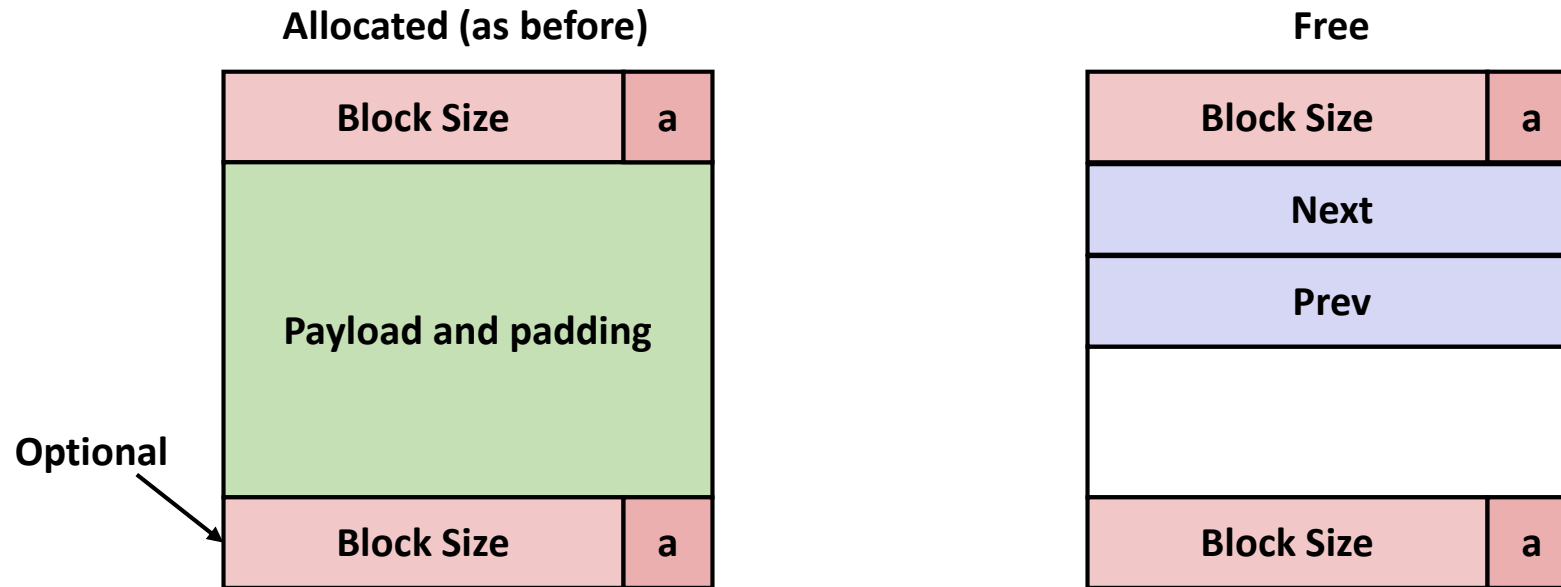 Allocated (as before)
Block Size a
Payload and padding
Optional
Block Size a
Free
Block Size a
Next
Prev
Block Size a